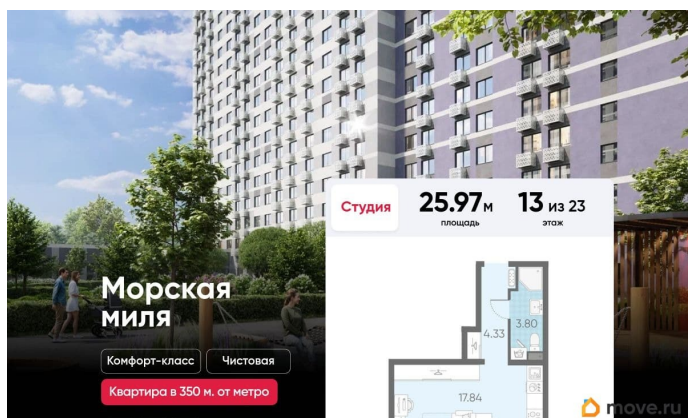 Студия
25.97 м
площадь
13 из 23
этаж
Морская
миля
Комфорт-класс
Чистовая
Квартира в 350 м. от метро
4.33
3.80
17.84
move.ru